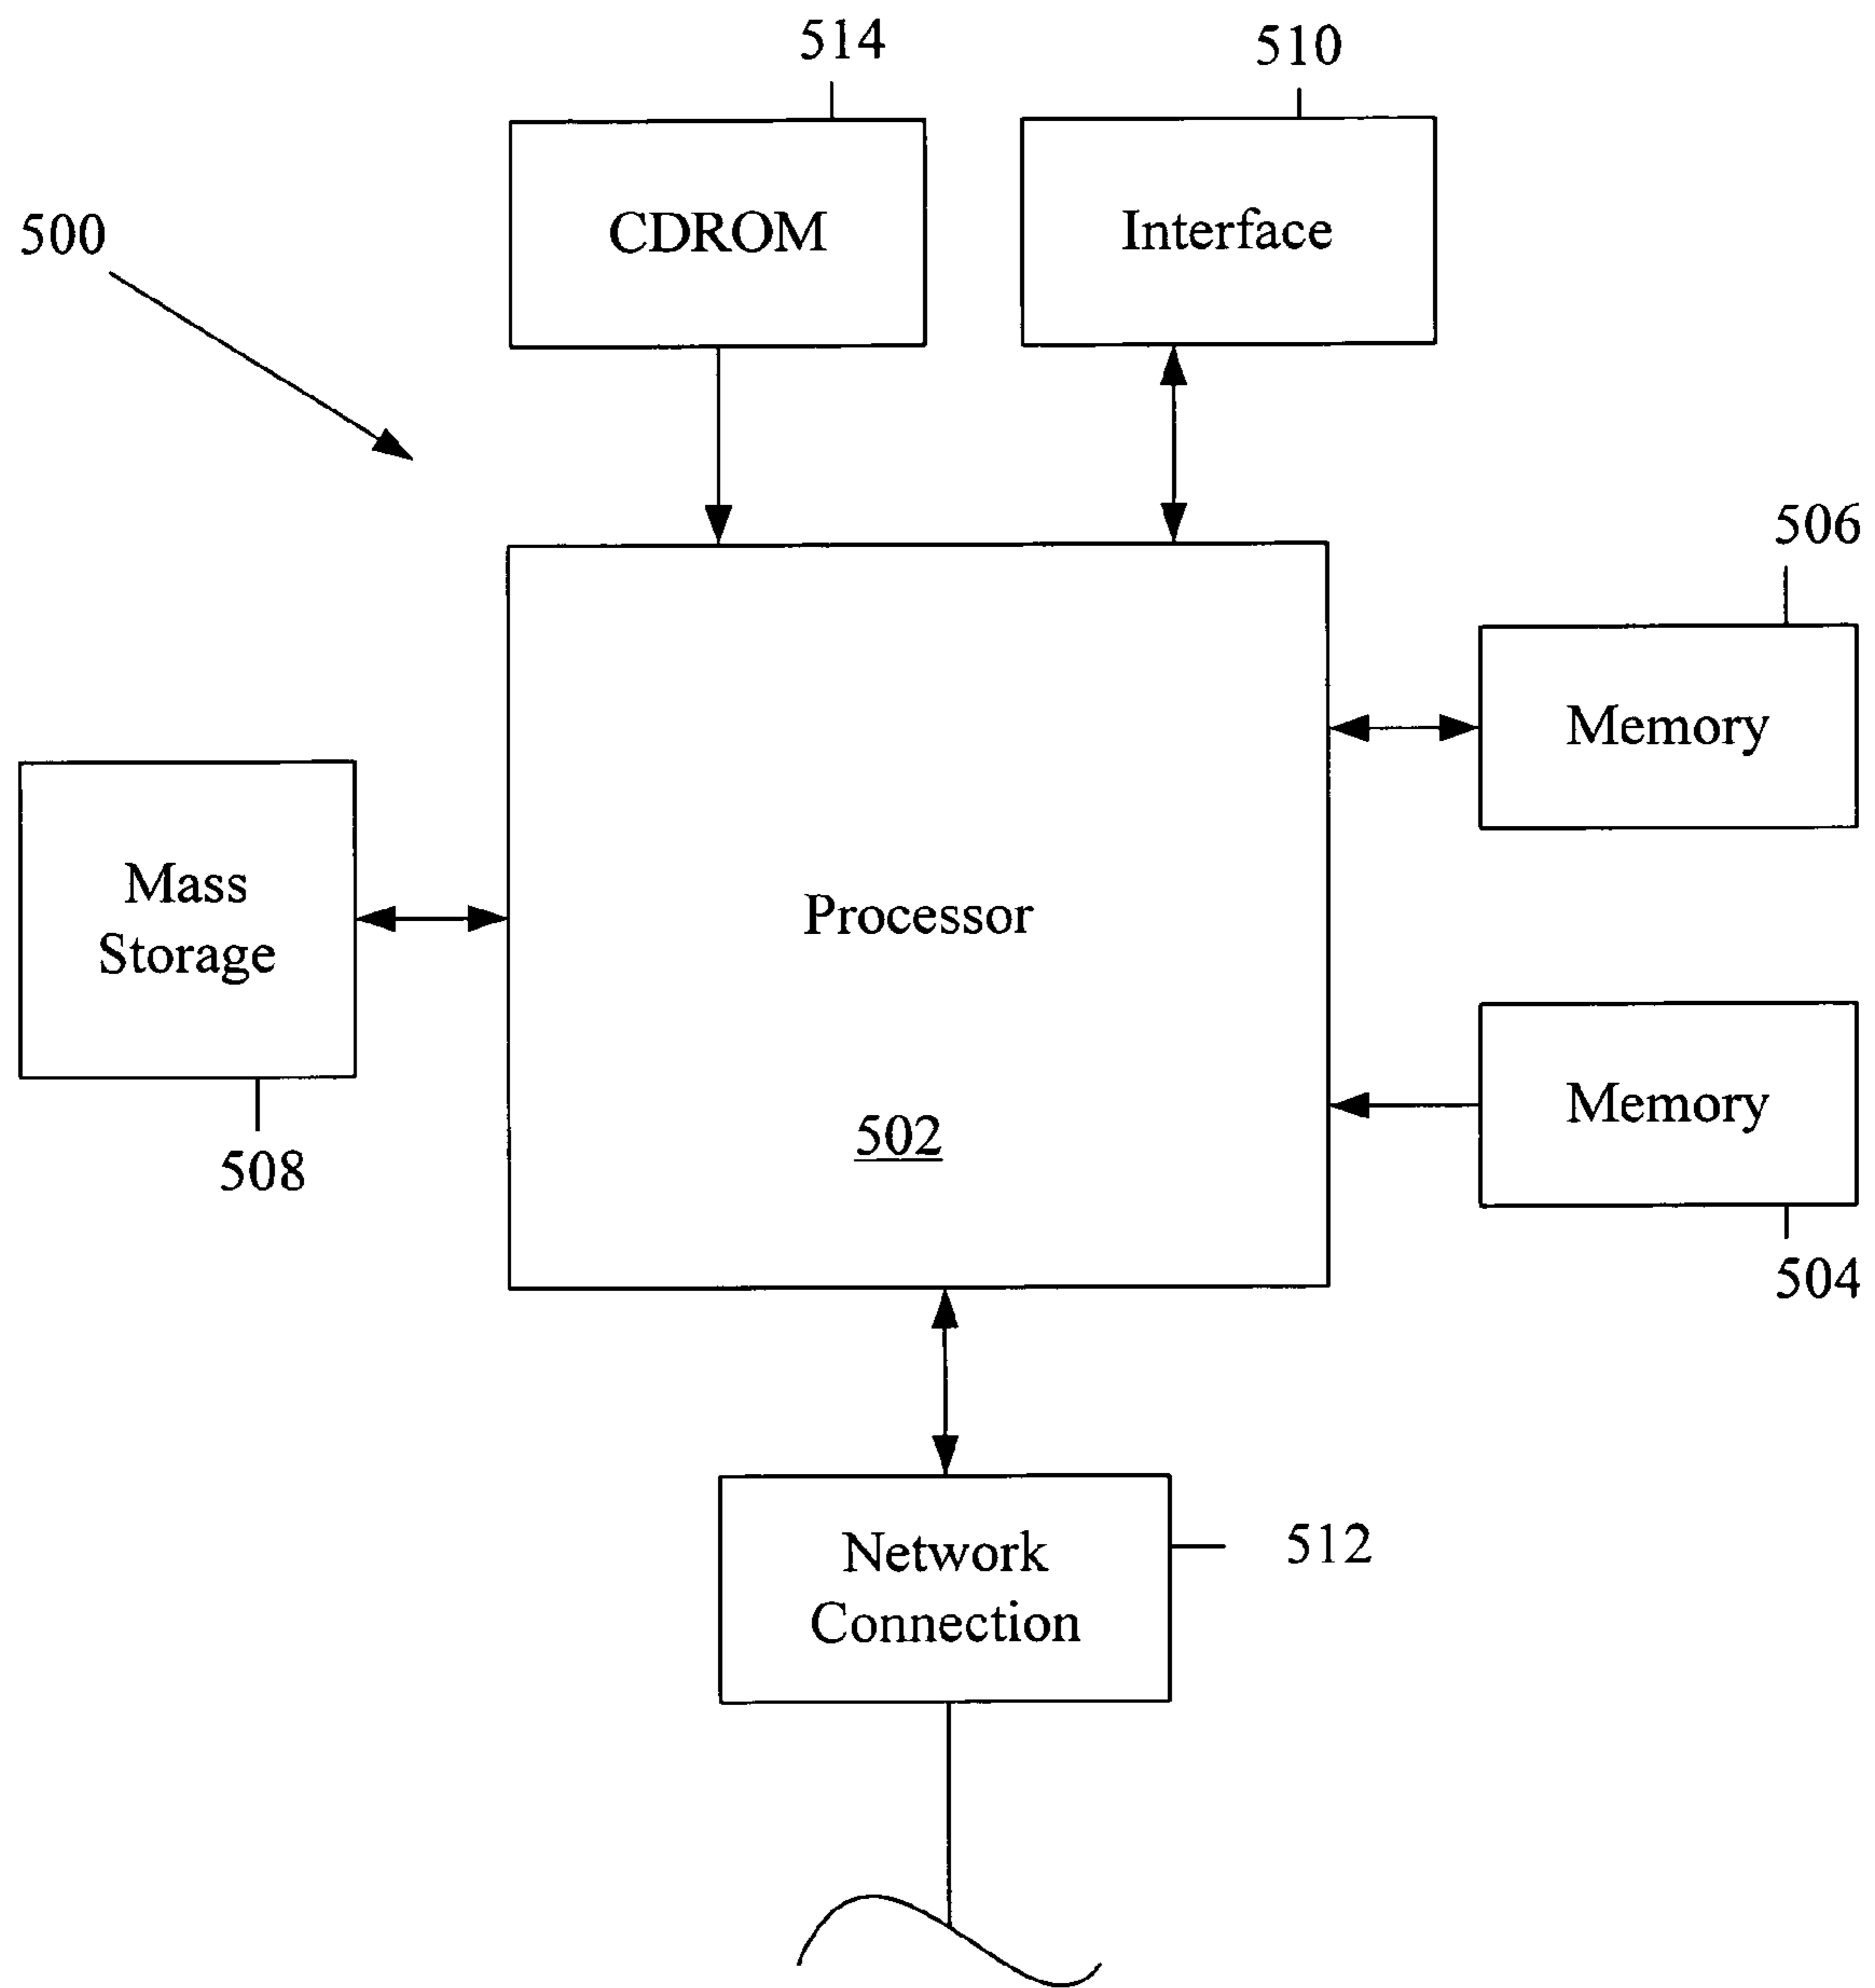 514
510
CDROM
Interface
500
506
Memory
Mass
Storage
Processor
Memory
502
508
504
Network
Connection
512